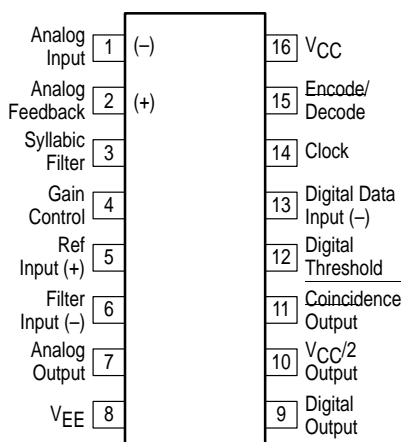 Analog
Input
1
(–)
16
VCC
Analog
Feedback
2
(+)
15
Encode/
Decode
Syllabic
Filter
3
14
Clock
Gain
Control
4
13
Digital Data
Input (–)
Ref
Input (+)
5
12
Digital
Threshold
Filter
Input (–)
6
11
Coincidence
Output
Analog
Output
7
10
VCC/2
Output
VEE
8
9
Digital
Output